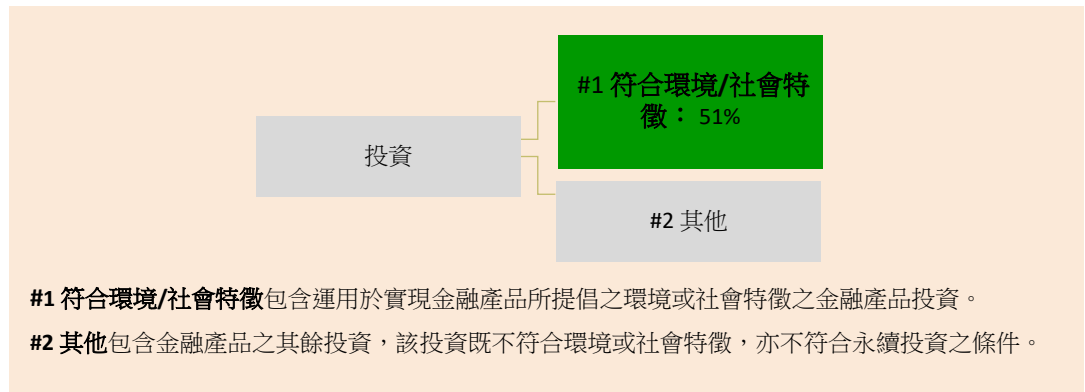 #1 符合環境/社會特
徵： 51%
投資
#2 其他
#1 符合環境/社會特徵包含運用於實現金融產品所提倡之環境或社會特徵之金融產品投資。
#2 其他包含金融產品之其餘投資，該投資既不符合環境或社會特徵，亦不符合永續投資之條件。